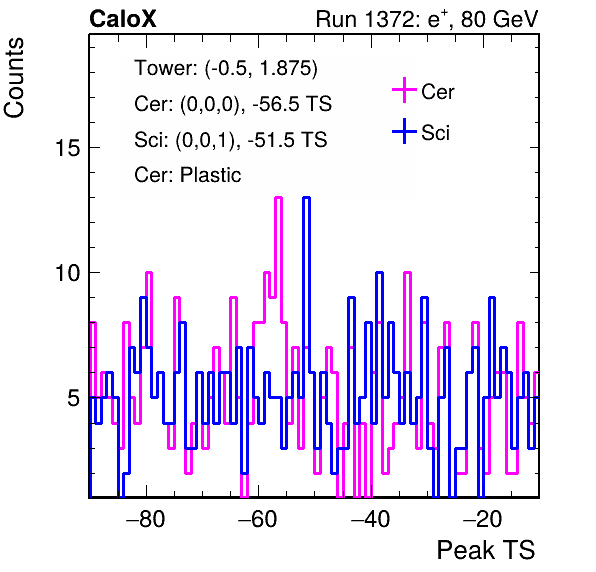 CaloX Run 1372: e⁺, 80 GeV
Counts
Tower: (-0.5, 1.875)
Cer: (0,0,0), -56.5 TS
Sci: (0,0,1), -51.5 TS
Cer: Plastic
Cer
Sci
15
10
5
−80 −60 −40 −20
Peak TS